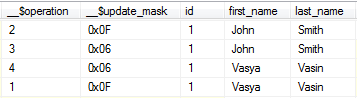 __$operation __$update_mask id first_name last_name
2 0x0F 1 John Smith
3 0x06 1 John Smith
4 0x06 1 Vasya Vasin
1 0x0F 1 Vasya Vasin